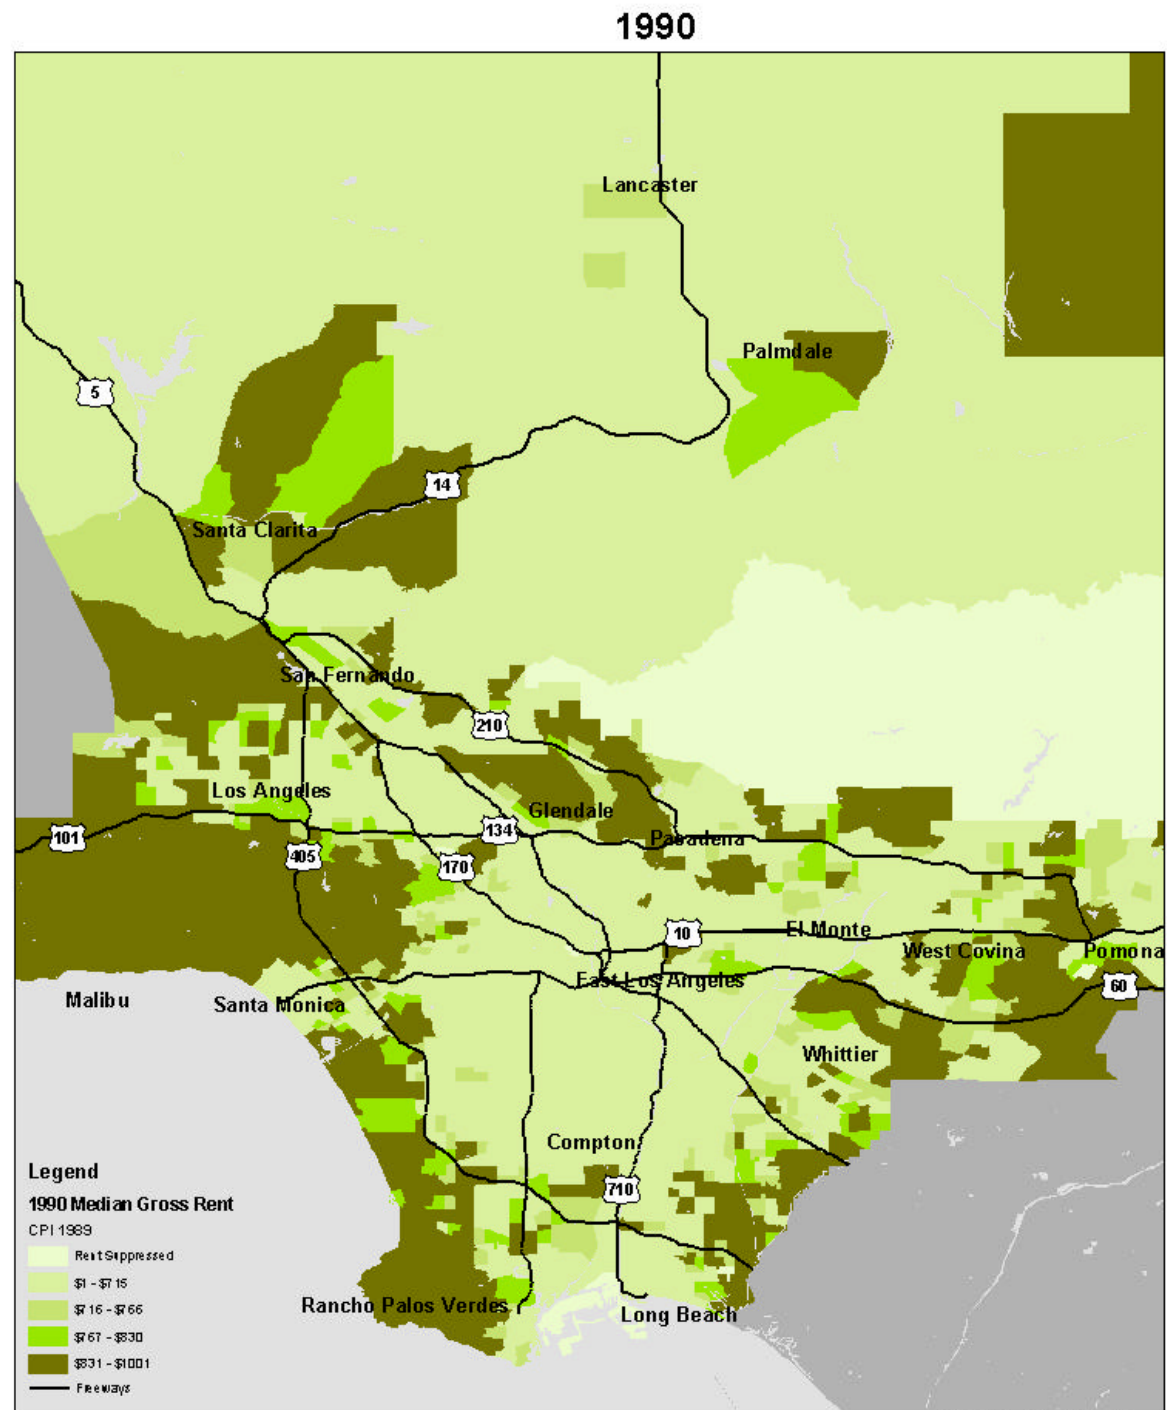 1990
Lancaster
Palmdale
5
14
Santa Clarita
San Fernando
210
Los Angeles
Glendale
101
134
Pasadena
405
170
10
El Monte
West Covina
Pomona
East Los Angeles
60
Malibu
Santa Monica
Whittier
Compton
710
Rancho Palos Verdes
Long Beach
Legend
1990 Median Gross Rent
CPI 1989
Rent Suppressed
$1 - $715
$716 - $766
$767 - $830
$831 - $1001
Freeways